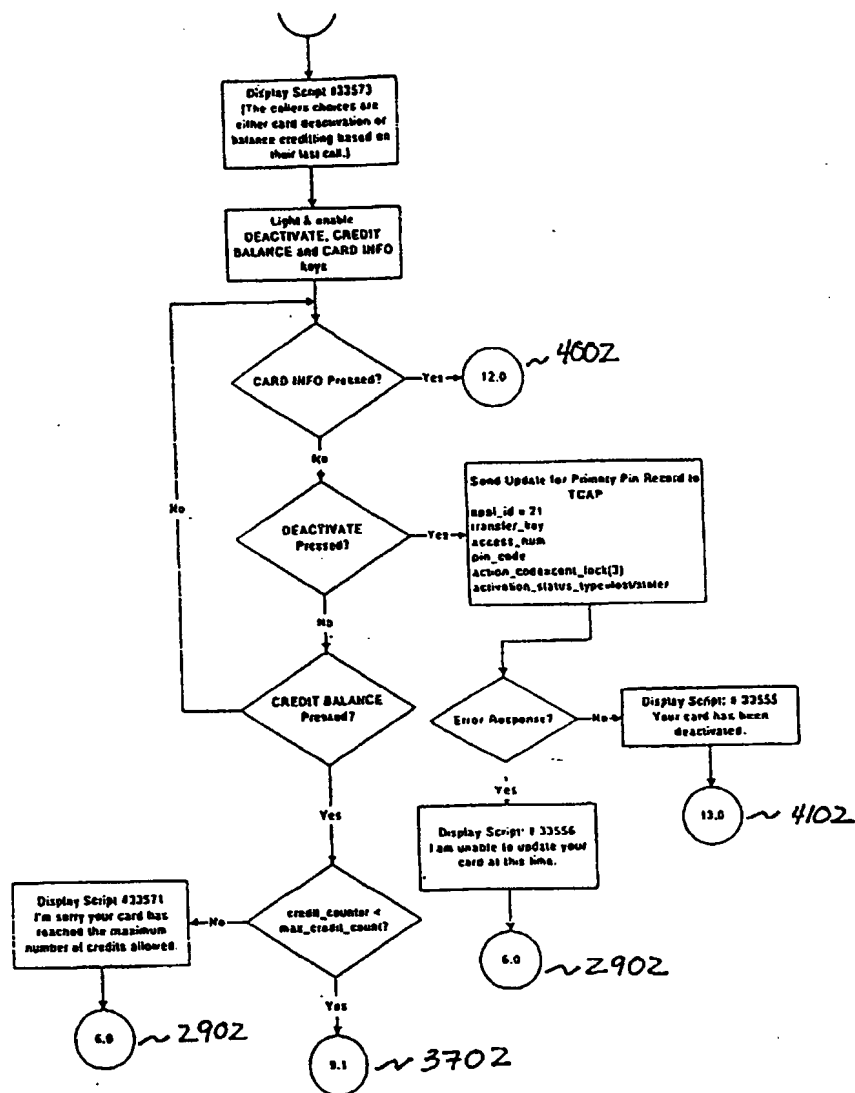 Display Script #33573
(The callers choices are
either card deactivation or
balance crediting based on
their last call.)
Light & enable
DEACTIVATE, CREDIT
BALANCE and CARD INFO
keys
CARD INFO Pressed?
Yes
12.0
~ 4002
No
No
DEACTIVATE
Pressed?
Yes
Send Update for Primary Pin Record to
TCAP
transfer_key
access_num
pin_code
No
CREDIT BALANCE
Pressed?
Error Response?
No
Display Script: # 33555
Your card has been
deactivated.
13.0
~ 4102
Yes
Display Script: # 33556
I am unable to update your
card at this time.
6.0
~ 2902
Yes
credit_counter <
max_credit_count?
No
Display Script #33571
I'm sorry your card has
reached the maximum
number of credits allowed.
6.0
~ 2902
Yes
9.1
~ 3702